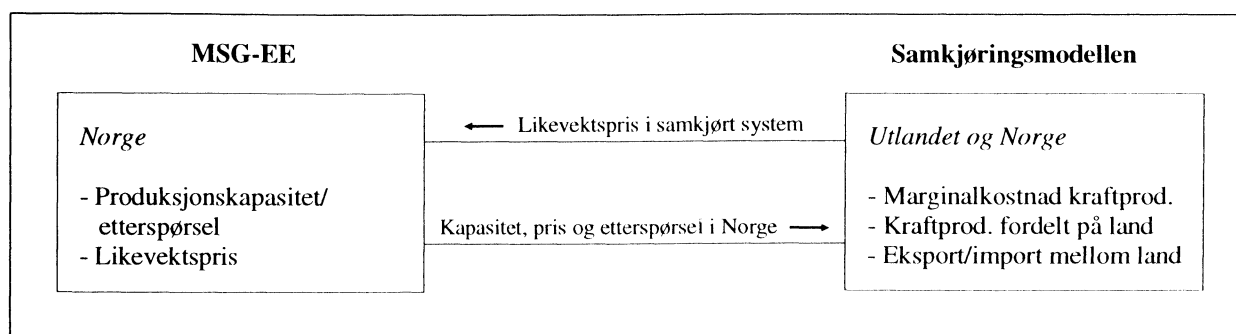 MSG-EE
Samkjøringsmodellen
Norge
- Produksjonskapasitet/
etterspørsel
- Likevektspris
← Likevektspris i samkjørt system
Kapasitet, pris og etterspørsel i Norge →
Utlandet og Norge
- Marginalkostnad kraftprod.
- Kraftprod. fordelt på land
- Eksport/import mellom land